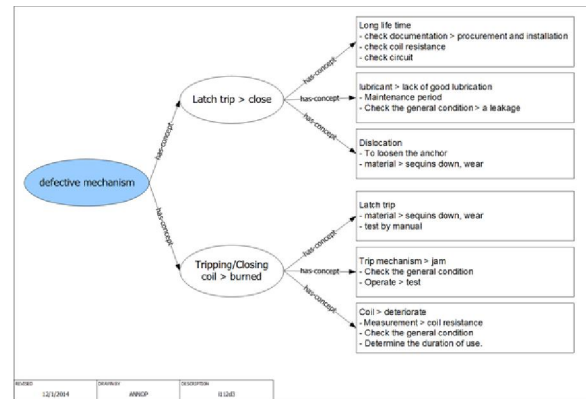 defective mechanism
has-concept
has-concept
Latch trip > close
Tripping/Closing
coil > burned
has-concept
has-concept
has-concept
has-concept
has-concept
has-concept
Long life time
- check documentation > procurement and installation
- check coil resistance
- check circuit
lubricant > lack of good lubrication
- Maintenance period
- Check the general condition > a leakage
Dislocation
- To loosen the anchor
- material > sequins down, wear
Latch trip
- material > sequins down, wear
- test by manual
Trip mechanism > jam
- Check the general condition
- Operate > test
Coil > deteriorate
- Measurement > coil resistance
- Check the general condition
- Determine the duration of use.
REVISED
12/1/2014
DRAWN BY
ANNOP
DESCRIPTION